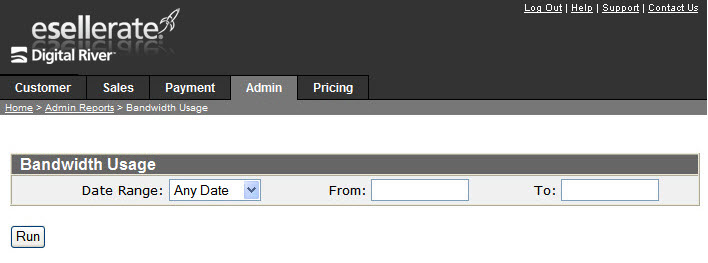 Log Out | Help | Support | Contact Us
esellerate.
Digital River
Customer Sales Payment Admin Pricing
Home > Admin Reports > Bandwidth Usage
Bandwidth Usage
Date Range: Any Date From: To:
Run